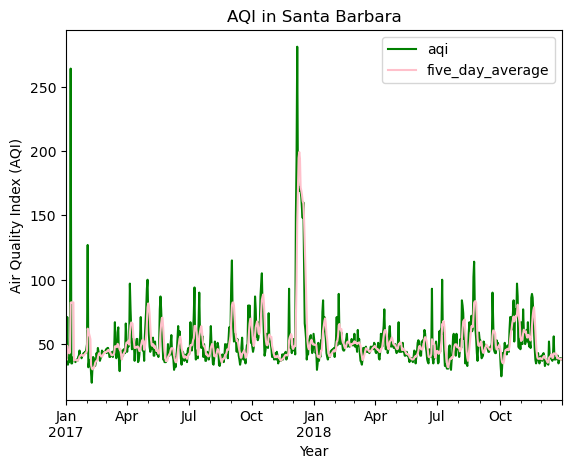 AQI in Santa Barbara
aqi
five_day_average
Air Quality Index (AQI)
250
200
150
100
50
Jan Apr Jul Oct Jan Apr Jul Oct
2017 2018
Year